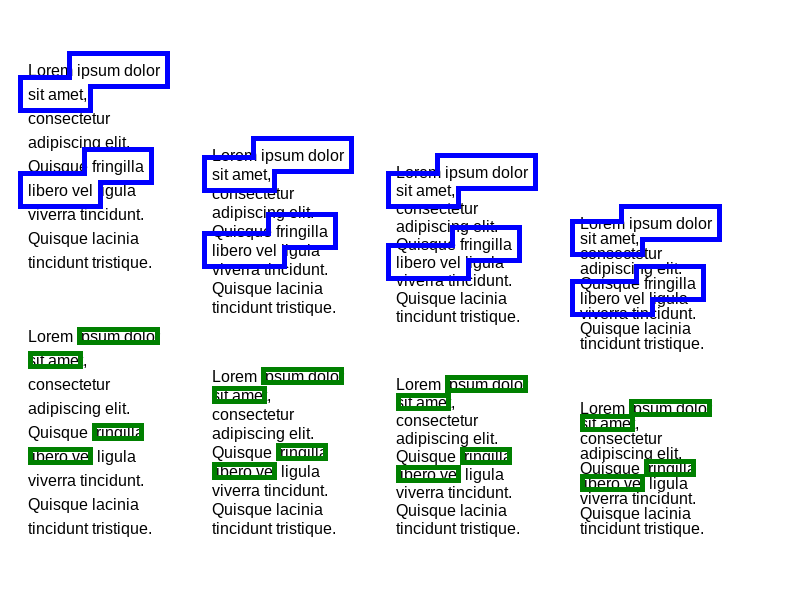 Lorem ipsum dolor
sit amet,
consectetur
adipiscing elit.
Quisque fringilla
libero vel ligula
viverra tincidunt.
Quisque lacinia
tincidunt tristique.
Lorem ipsum dolor
sit amet,
consectetur
adipiscing elit.
Quisque fringilla
libero vel ligula
viverra tincidunt.
Quisque lacinia
tincidunt tristique.
Lorem ipsum dolor
sit amet,
consectetur
adipiscing elit.
Quisque fringilla
libero vel ligula
viverra tincidunt.
Quisque lacinia
tincidunt tristique.
Lorem ipsum dolor
sit amet,
consectetur
adipiscing elit.
Quisque fringilla
libero vel ligula
viverra tincidunt.
Quisque lacinia
tincidunt tristique.
Lorem ipsum dolor
sit amet,
consectetur
adipiscing elit.
Quisque fringilla
libero vel ligula
viverra tincidunt.
Quisque lacinia
tincidunt tristique.
Lorem ipsum dolor
sit amet,
consectetur
adipiscing elit.
Quisque fringilla
libero vel ligula
viverra tincidunt.
Quisque lacinia
tincidunt tristique.
Lorem ipsum dolor
sit amet,
consectetur
adipiscing elit.
Quisque fringilla
libero vel ligula
viverra tincidunt.
Quisque lacinia
tincidunt tristique.
Lorem ipsum dolor
sit amet,
consectetur
adipiscing elit.
Quisque fringilla
libero vel ligula
viverra tincidunt.
Quisque lacinia
tincidunt tristique.